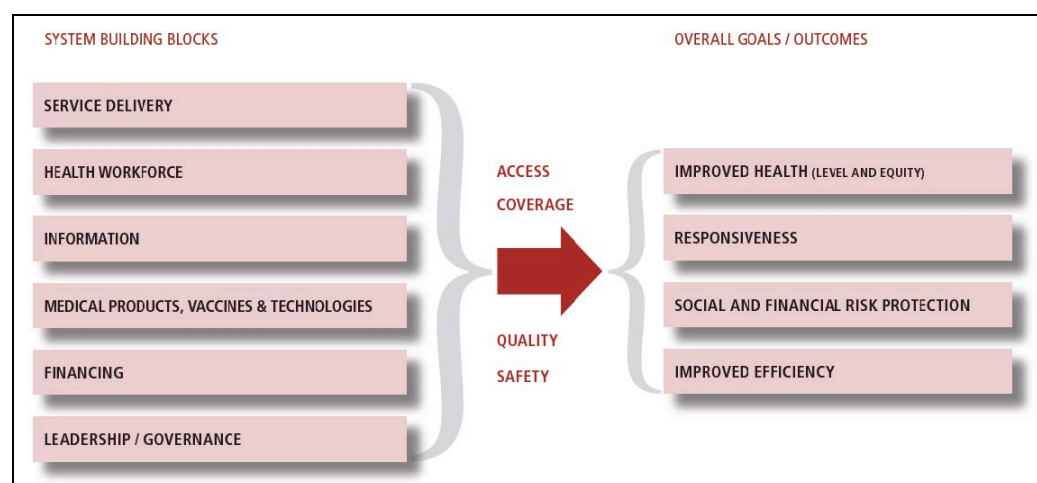 SYSTEM BUILDING BLOCKS
SERVICE DELIVERY
HEALTH WORKFORCE
INFORMATION
MEDICAL PRODUCTS, VACCINES & TECHNOLOGIES
FINANCING
LEADERSHIP / GOVERNANCE
ACCESS
COVERAGE
QUALITY
SAFETY
OVERALL GOALS / OUTCOMES
IMPROVED HEALTH (LEVEL AND EQUITY)
RESPONSIVENESS
SOCIAL AND FINANCIAL RISK PROTECTION
IMPROVED EFFICIENCY